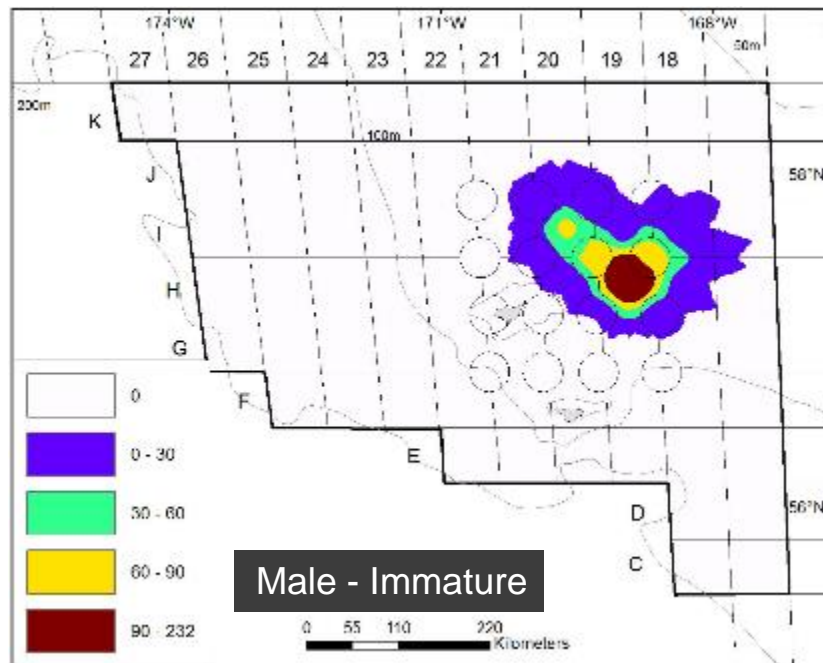 174°W 171°W 168°W
50m
27 26 25 24 23 22 21 20 19 18
200m
K
100m
J
58°N
I
H
G
0
F
0 - 30
E
30 - 60
56°N
D
60 - 90
C
Male - Immature
90 - 232
0 55 110 220
Kilometers